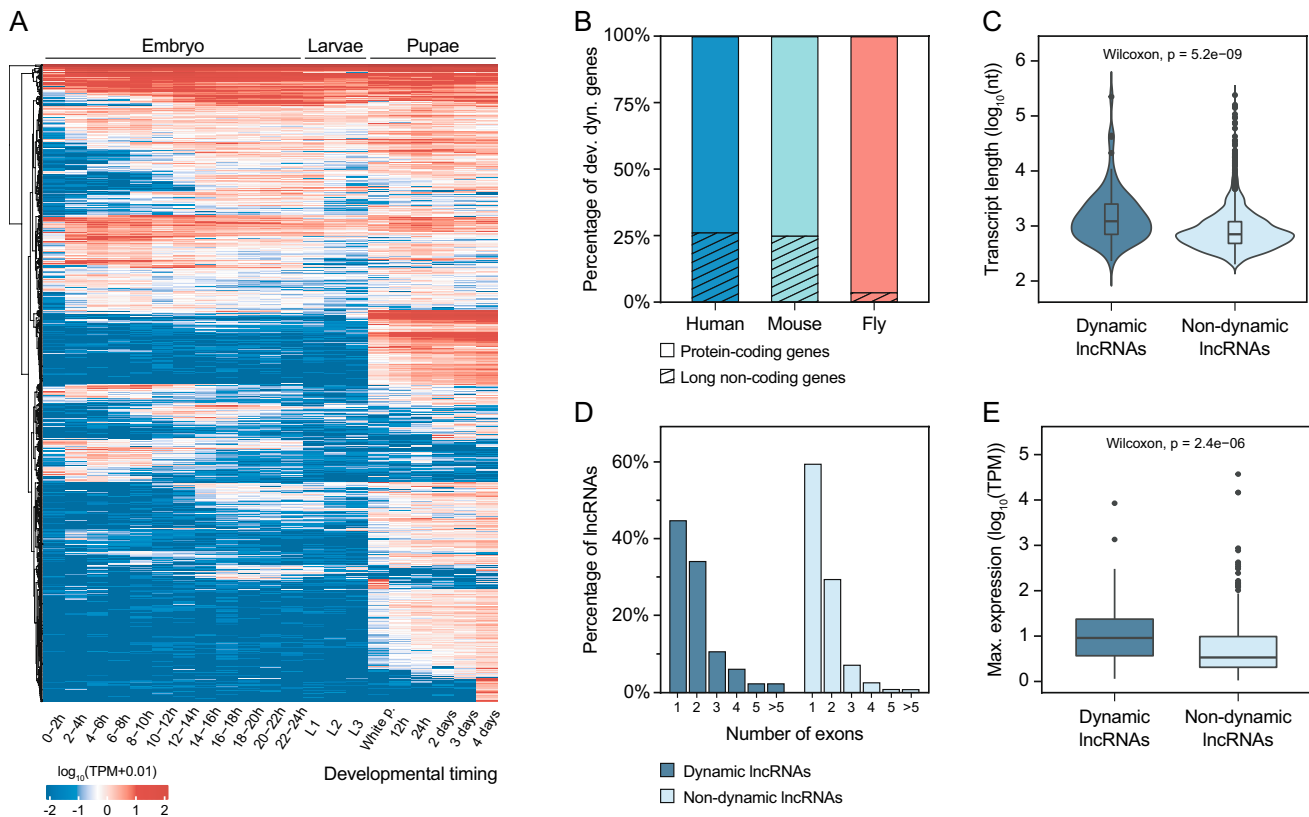 A
Embryo
Larvae
Pupae
0−2h
2−4h
4−6h
6−8h
8−10h
10−12h
12−14h
14−16h
16−18h
18−20h
20−22h
22−24h
L1
L2
L3
White p.
12h
24h
2 days
3 days
4 days
log10(TPM+0.01)
-2 -1 0 1 2
Developmental timing
B
Percentage of dev. dyn. genes
100%
75%
50%
25%
0%
Human
Mouse
Fly
Protein-coding genes
Long non-coding genes
C
Transcript length (log10(nt))
Wilcoxon, p = 5.2e−09
6
5
4
3
2
Dynamic
lncRNAs
Non-dynamic
lncRNAs
D
Percentage of lncRNAs
60%
40%
20%
0%
1 2 3 4 5 >5 1 2 3 4 5 >5
Number of exons
Dynamic lncRNAs
Non-dynamic lncRNAs
E
Max. expression (log10(TPM))
Wilcoxon, p = 2.4e−06
5
4
3
2
1
0
Dynamic
lncRNAs
Non-dynamic
lncRNAs